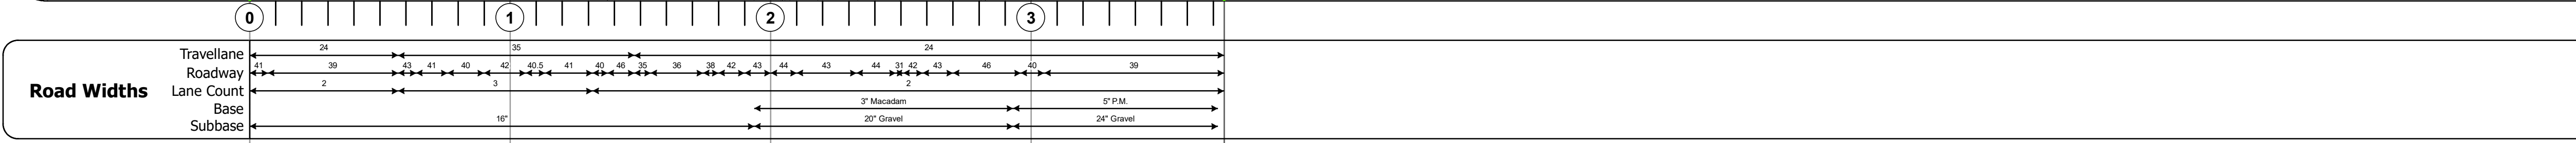 0 1 2 3
Road Widths
Travellane 24 35 24
Roadway 41 39 43 41 40 42 40.5 41 40 46 35 36 38 42 43 44 43 44 31 42 43 46 40 39
Lane Count 2 3 2
Base 3" Macadam 5" P.M.
Subbase 16" 20" Gravel 24" Gravel